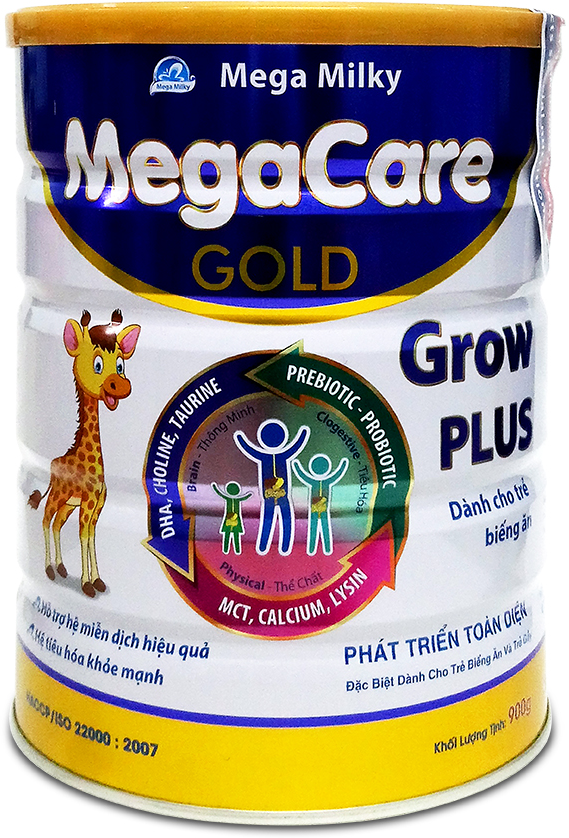 Mega Milky
Mega Milky
MegaCare
GOLD
Grow
PLUS
Dành cho trẻ
biếng ăn
DHA, CHOLINE, TAURINE
PREBIOTIC - PROBIOTIC
MCT, CALCIUM, LYSIN
Brain - Thông Minh
Clogestive - Tiêu Hóa
Physical - Thể Chất
Hỗ trợ hệ miễn dịch hiệu quả
Hệ tiêu hóa khỏe mạnh
PHÁT TRIỂN TOÀN DIỆN
Đặc Biệt Dành Cho Trẻ Biếng Ăn Và Trẻ
HACCP/ISO 22000 : 2007
Khối Lượng Tịnh: 900g